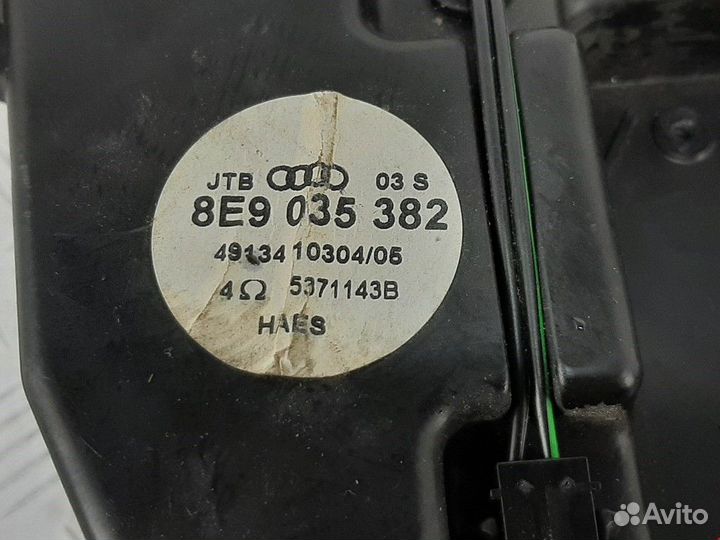 JTB 03 S
8E9 035 382
49134 10304/05
4Ω 5371143B
HAES
Avito